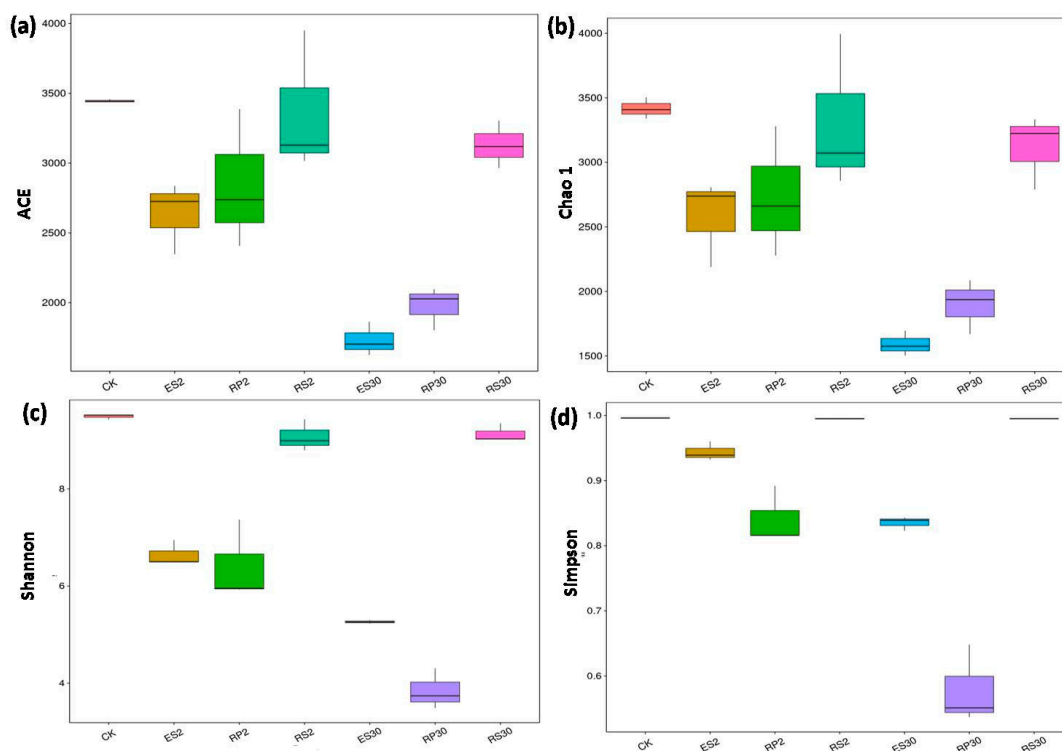 (a)
ACE
4000
3500
3000
2500
2000
CK ES2 RP2 RS2 ES30 RP30 RS30
(b)
Chao 1
4000
3500
3000
2500
2000
1500
CK ES2 RP2 RS2 ES30 RP30 RS30
(c)
Shannon
8
6
4
CK ES2 RP2 RS2 ES30 RP30 RS30
(d)
Simpson
1.0
0.9
0.8
0.7
0.6
CK ES2 RP2 RS2 ES30 RP30 RS30